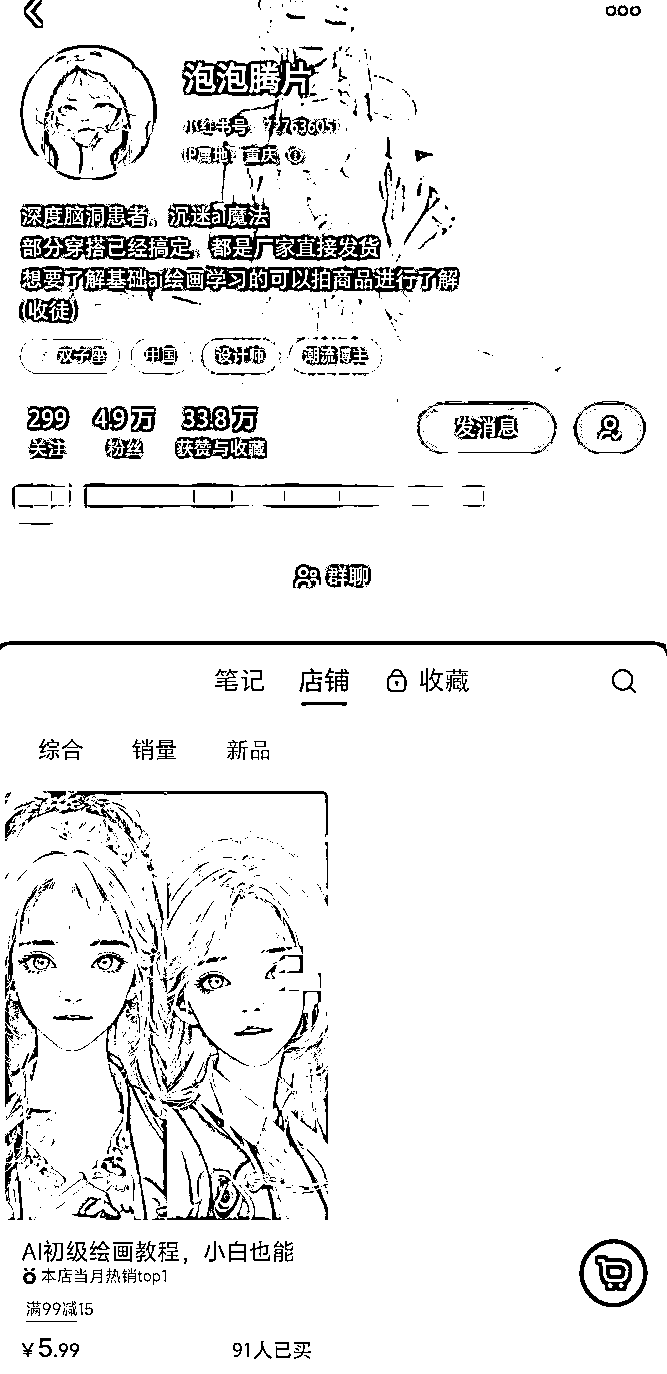 泡泡腾片
小红书号：727636051
IP属地：重庆
深度脑洞患者。沉迷ai魔法
部分穿搭已经搞定。都是厂家直接发货
想要了解基础ai绘画学习的可以拍商品进行了解
(收徒)
双子座 中国 设计师 潮流博主
299 4.9万 33.8万
关注 粉丝 获赞与收藏
发消息
群聊
笔记 店铺 收藏
综合 销量 新品
AI初级绘画教程，小白也能
本店当月热销top1
满99减15
¥5.99 91人已买